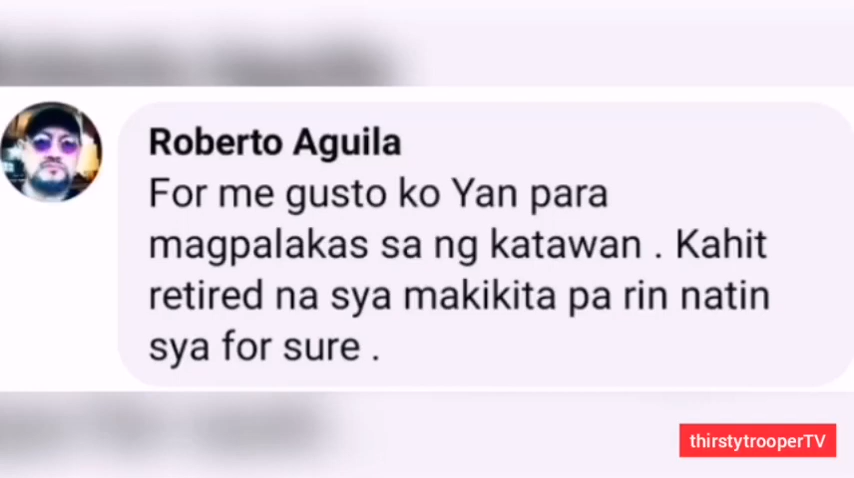 Roberto Aguila
For me gusto ko Yan para
magpalakas sa ng katawan . Kahit
retired na sya makikita pa rin natin
sya for sure .
thirstytrooperTV